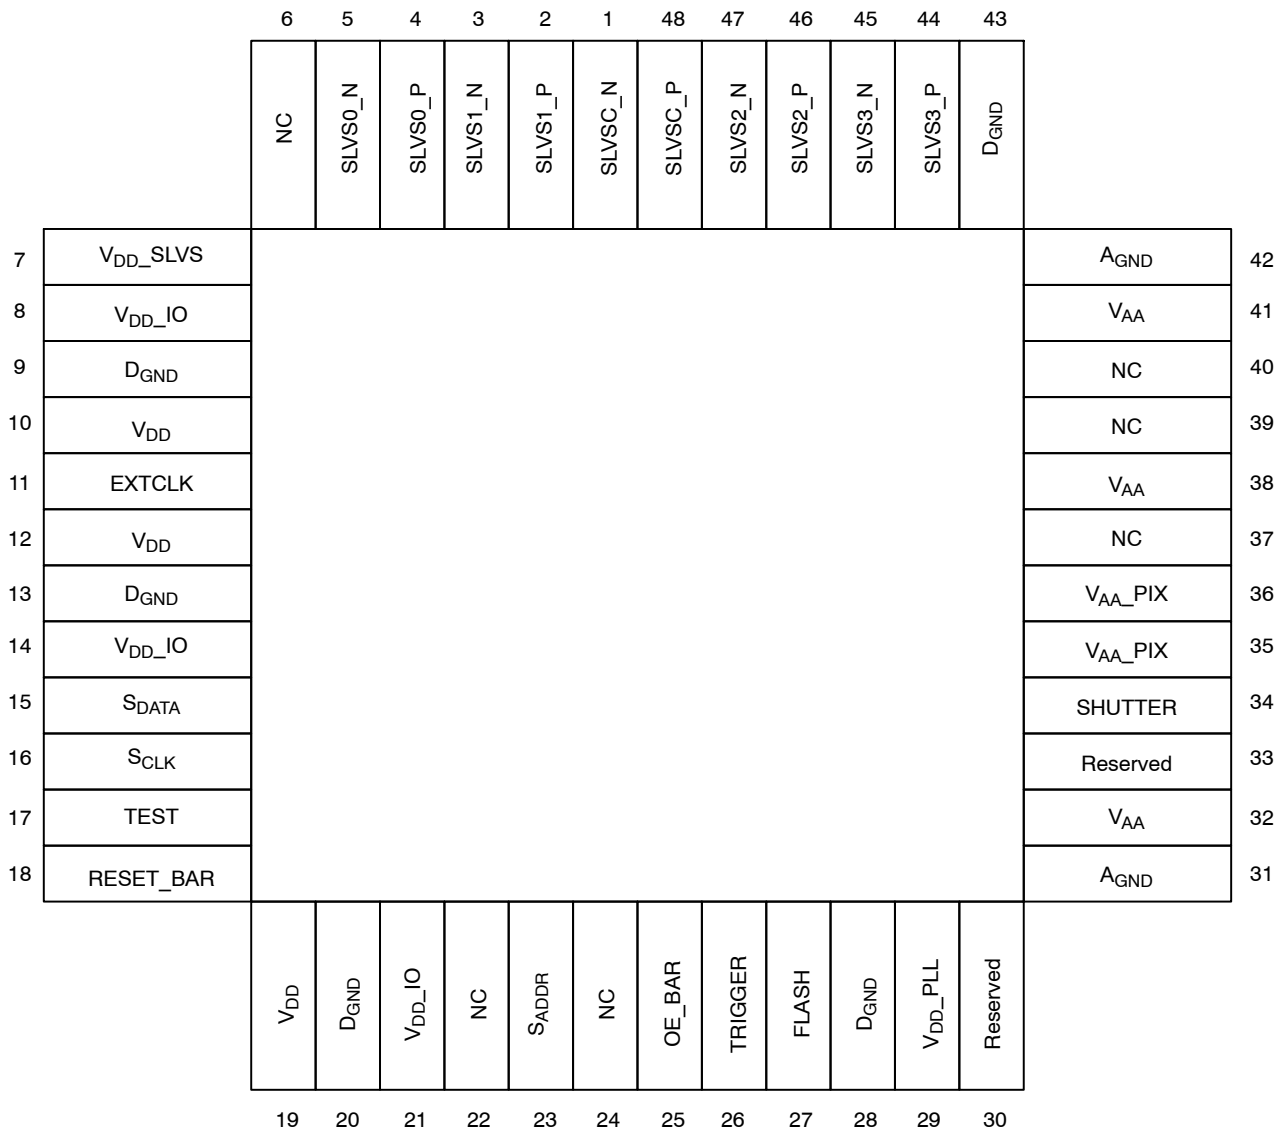 6 5 4 3 2 1 48 47 46 45 44 43
NC SLVS0_N SLVS0_P SLVS1_N SLVS1_P SLVSC_N SLVSC_P SLVS2_N SLVS2_P SLVS3_N SLVS3_P DGND
7 VDD_SLVS AGND 42
8 VDD_IO VAA 41
9 DGND NC 40
10 VDD NC 39
11 EXTCLK VAA 38
12 VDD NC 37
13 DGND VAA_PIX 36
14 VDD_IO VAA_PIX 35
15 SDATA SHUTTER 34
16 SCLK Reserved 33
17 TEST VAA 32
18 RESET_BAR AGND 31
VDD DGND VDD_IO NC SADDR NC OE_BAR TRIGGER FLASH DGND VDD_PLL Reserved
19 20 21 22 23 24 25 26 27 28 29 30